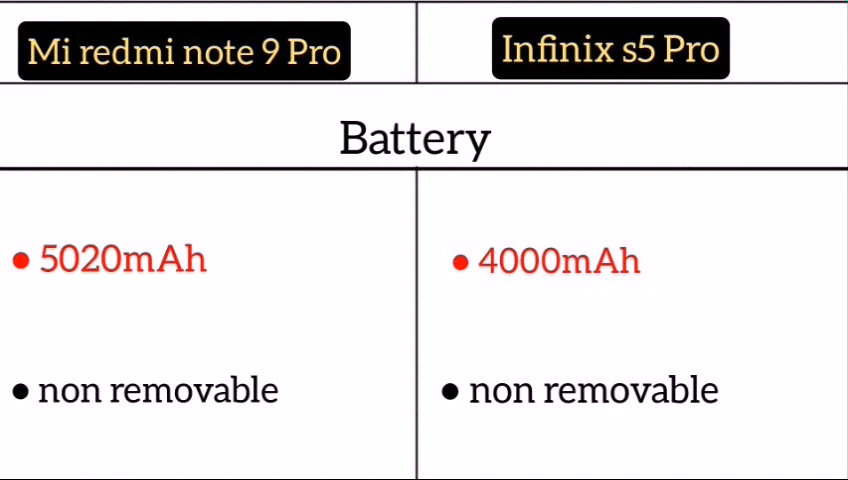 Mi redmi note 9 Pro
Infinix s5 Pro
Battery
• 5020mAh
• 4000mAh
• non removable
• non removable